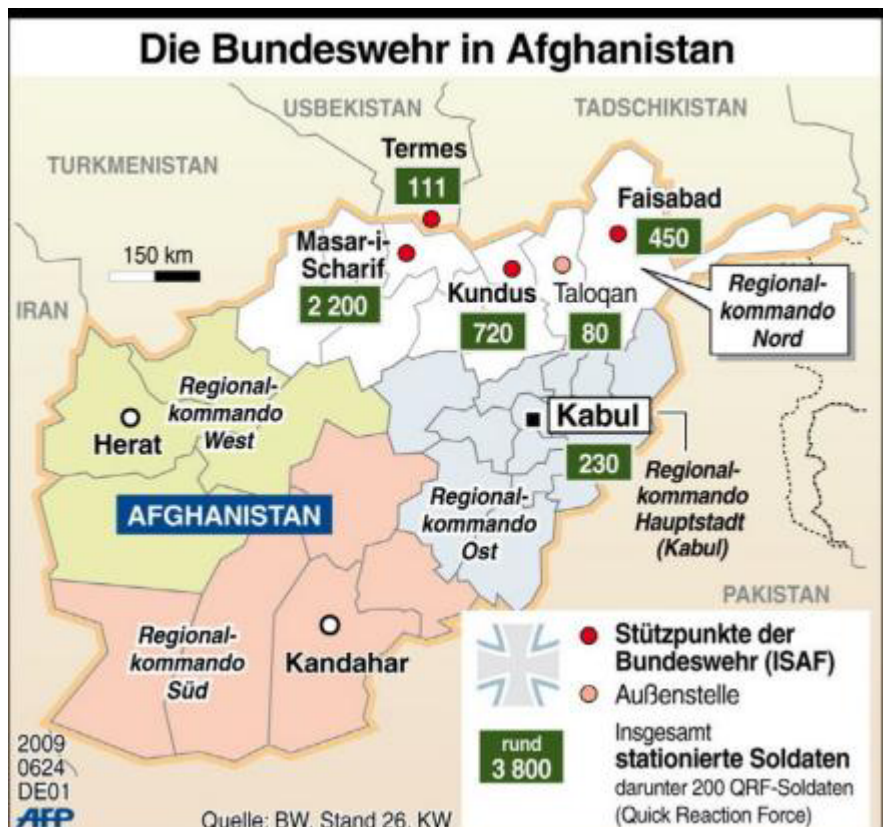 Die Bundeswehr in Afghanistan
USBEKISTAN
TADSCHIKISTAN
TURKMENISTAN
Termes
111
Faisabad
450
150 km
Masar-i-
Scharif
2 200
Kundus
720
Taloqan
80
Regional-
kommando
Nord
IRAN
Regional-
kommando
West
Herat
Kabul
230
Regional-
kommando
Hauptstadt
(Kabul)
AFGHANISTAN
Regional-
kommando
Ost
PAKISTAN
Regional-
kommando
Süd
Kandahar
Stützpunkte der
Bundeswehr (ISAF)
Außenstelle
rund
3 800
Insgesamt
stationierte Soldaten
darunter 200 QRF-Soldaten
(Quick Reaction Force)
2009
0624
DE01
AFP
Quelle: BW, Stand 26. KW